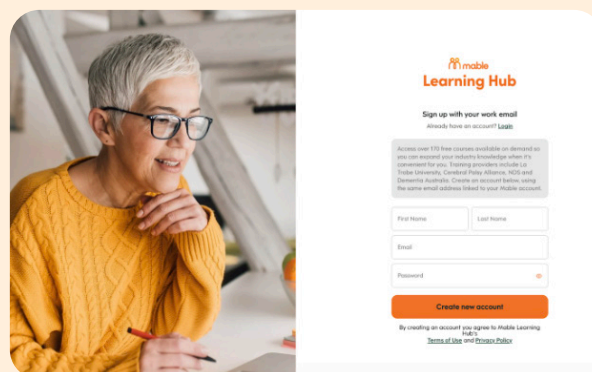 mable
Learning Hub
Sign up with your work email
Already have an account? Login
Access over 170 free courses available on demand so
you can expand your industry knowledge when it's
convenient for you. Training providers include La
Trobe University, Cerebral Palsy Alliance, NDS and
Dementia Australia. Create an account below, using
the same email address linked to your Mable account.
First Name
Last Name
Email
Password
Create new account
By creating an account you agree to Mable Learning
Hub's
Terms of Use and Privacy Policy